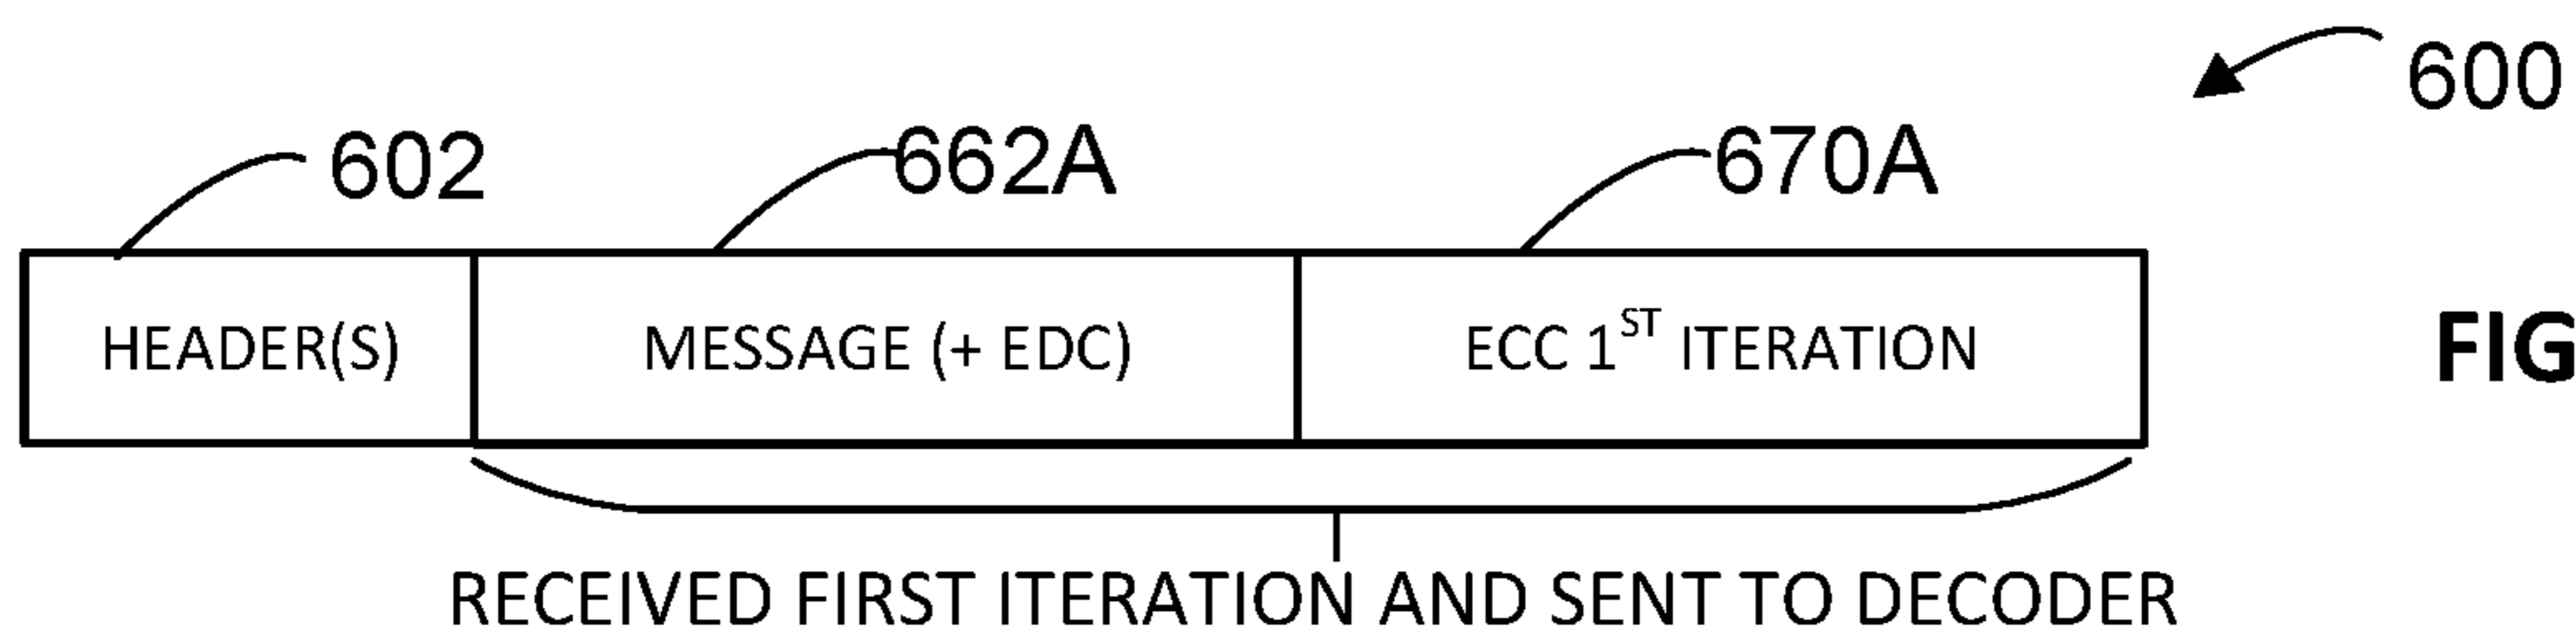 600
602 662A 670A
HEADER(S) MESSAGE (+ EDC) ECC 1ST ITERATION
FIG
RECEIVED FIRST ITERATION AND SENT TO DECODER